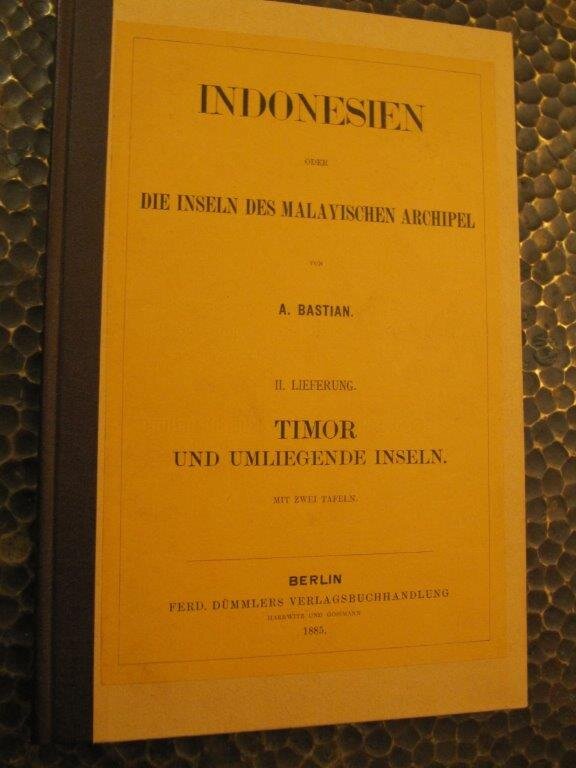 INDONESIEN
ODER
DIE INSELN DES MALAYISCHEN ARCHIPEL
VON
A. BASTIAN.
II. LIEFERUNG.
TIMOR
UND UMLIEGENDE INSELN.
MIT ZWEI TAFELN.
BERLIN
FERD. DÜMMLERS VERLAGSBUCHHANDLUNG
HARRWITZ UND GOSSMANN
1885.